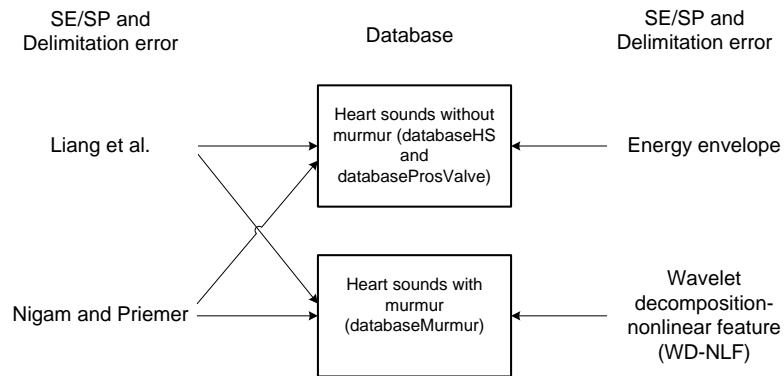 SE/SP and
Delimitation error
Database
SE/SP and
Delimitation error
Liang et al.
Heart sounds without
murmur (databaseHS
and
databaseProsValve)
Energy envelope
Nigam and Priemer
Heart sounds with
murmur
(databaseMurmur)
Wavelet
decomposition-
nonlinear feature
(WD-NLF)